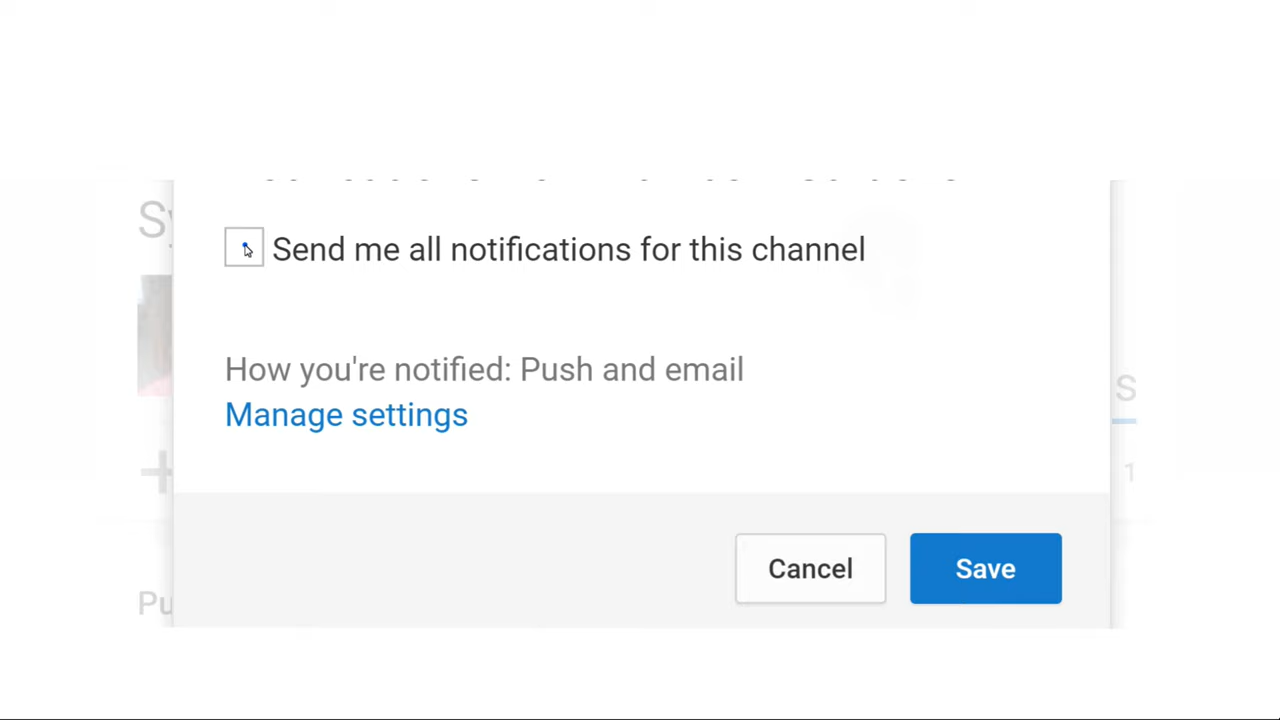 Send me all notifications for this channel
How you're notified: Push and email
Manage settings
Cancel
Save